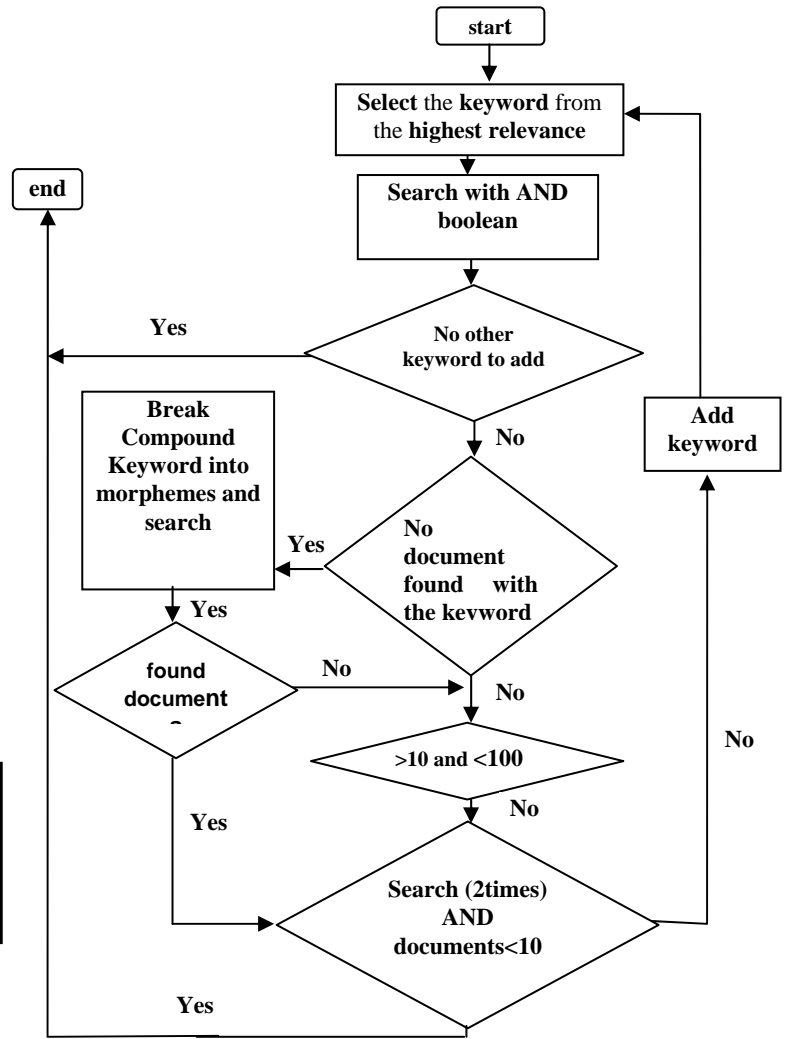 start
Select the keyword from
the highest relevance
Search with AND
boolean
end
Yes
No other
keyword to add
No
Add
keyword
Break
Compound
Keyword into
morphemes and
search
Yes
No
document
found with
the keyword
Yes
found
document
No
No
>10 and <100
No
Yes
No
Search (2times)
AND
documents<10
Yes